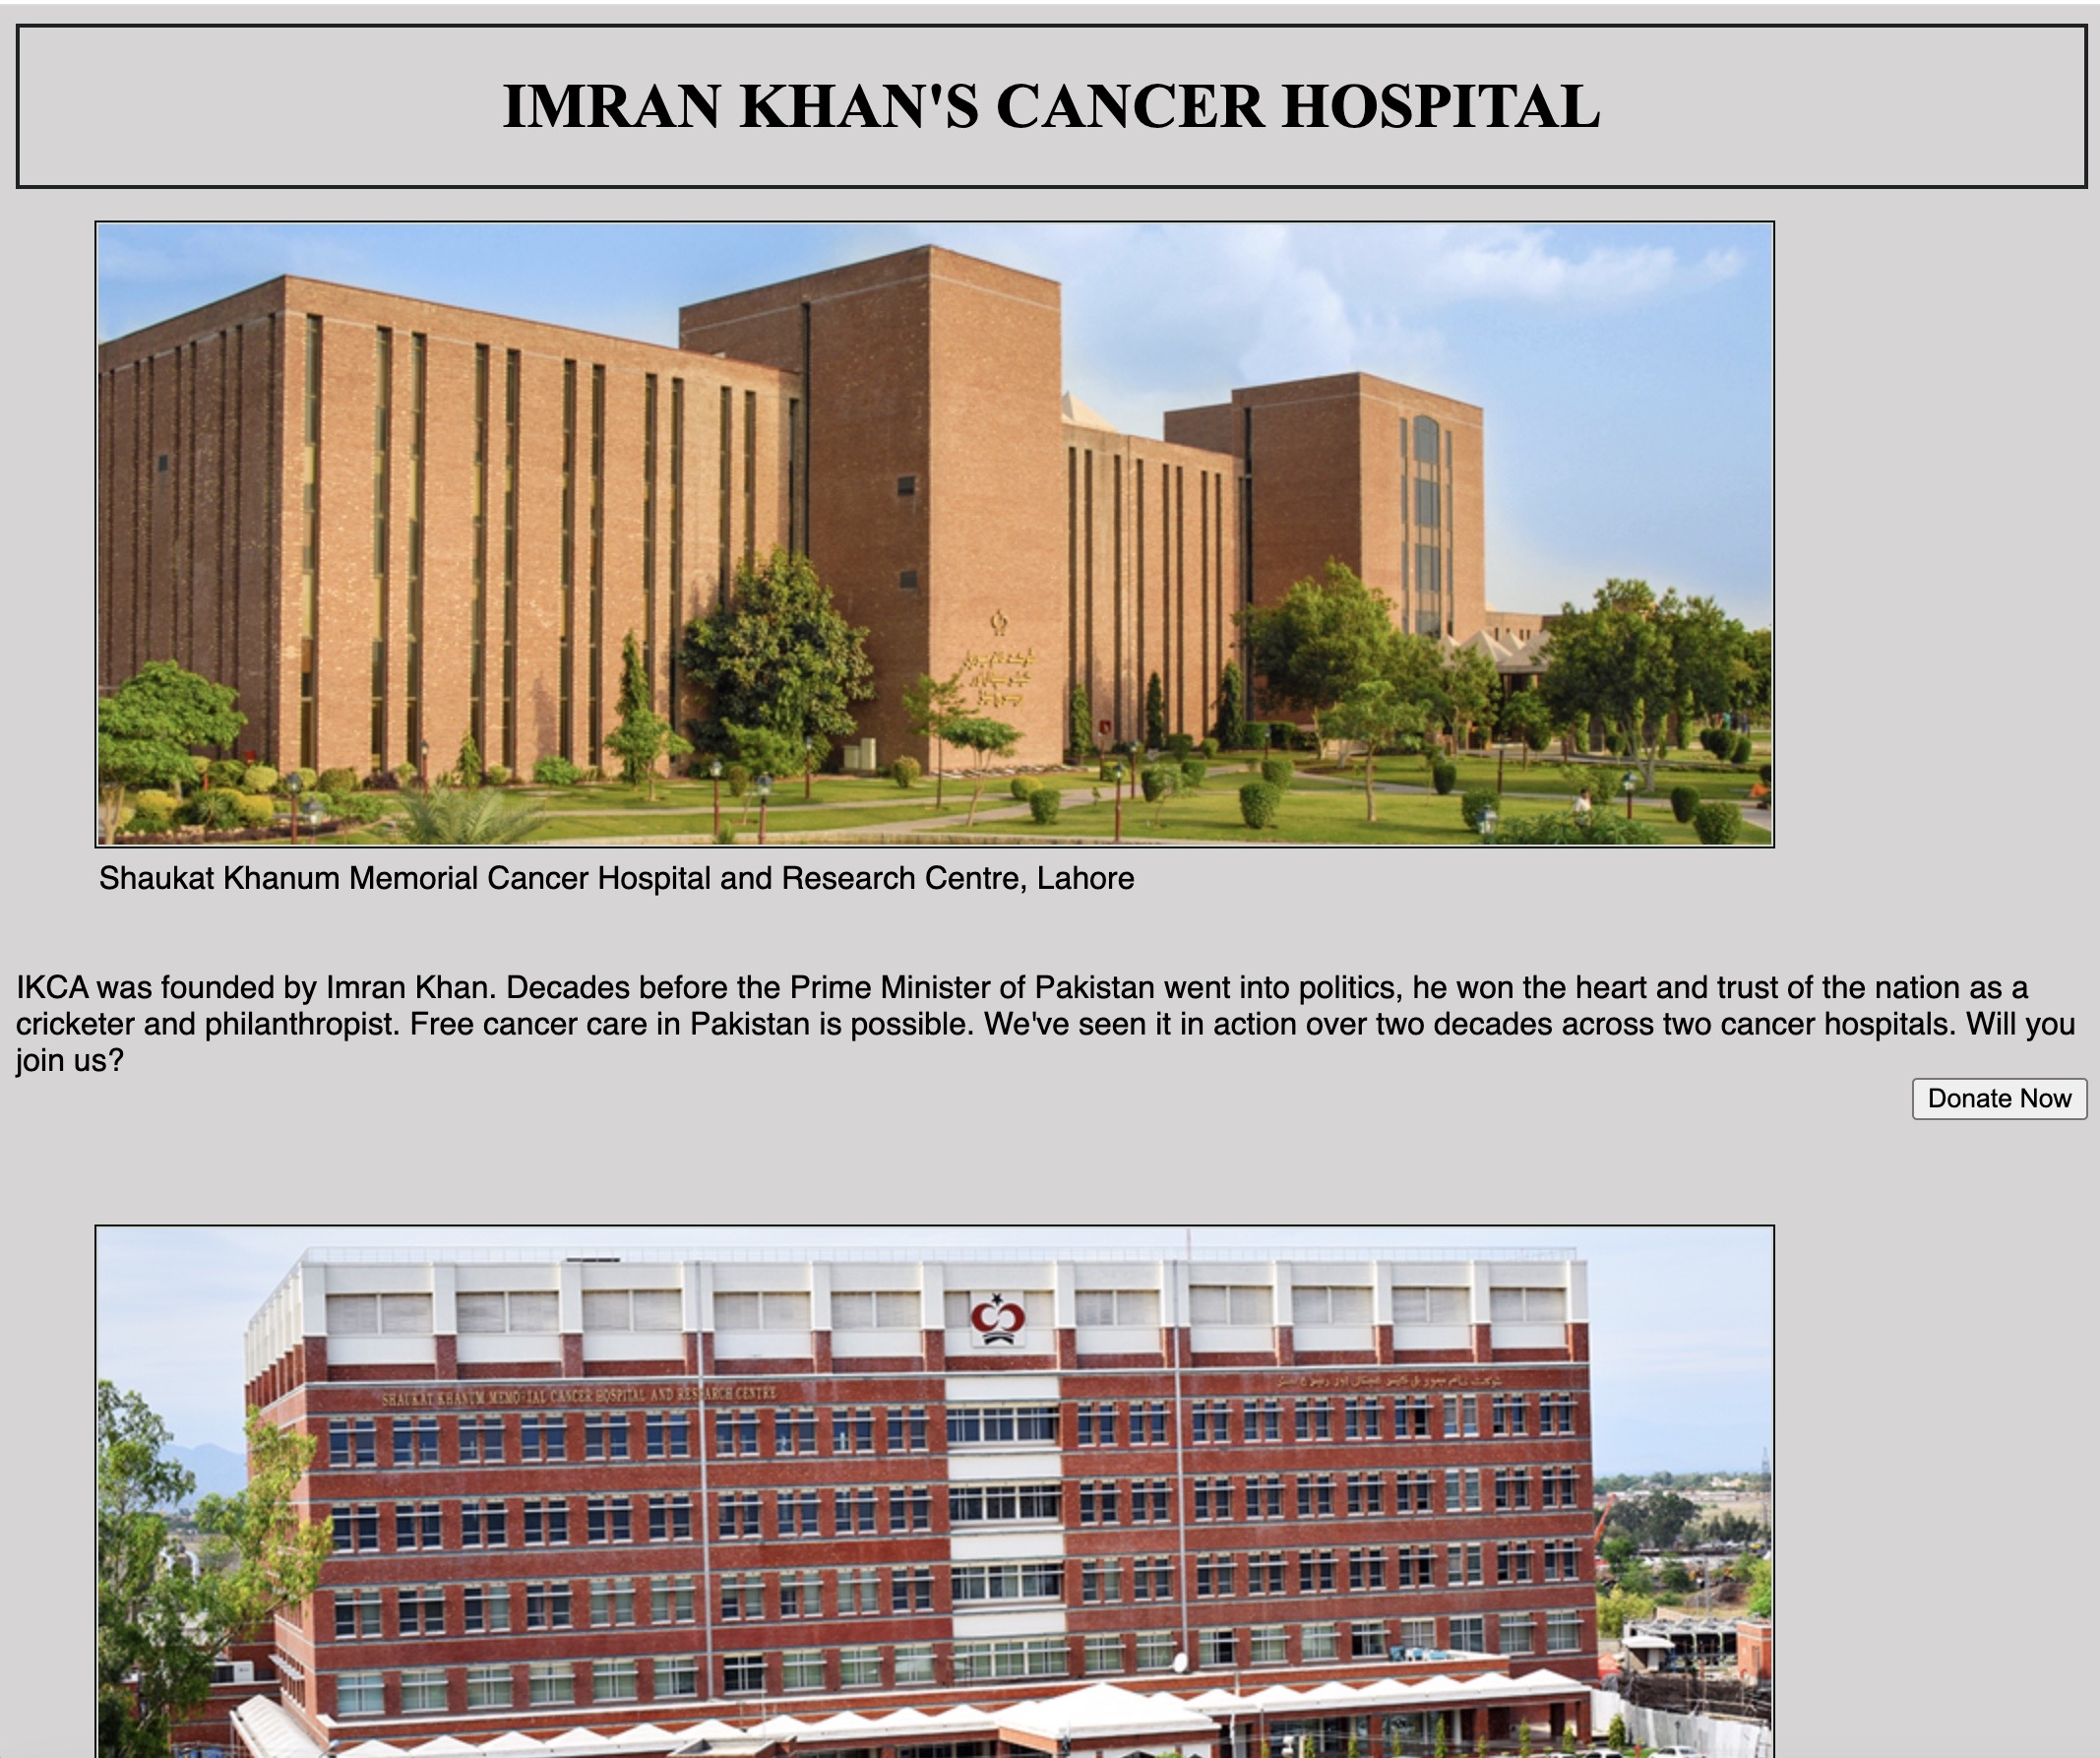 IMRAN KHAN'S CANCER HOSPITAL
Shaukat Khanum Memorial Cancer Hospital and Research Centre, Lahore
IKCA was founded by Imran Khan. Decades before the Prime Minister of Pakistan went into politics, he won the heart and trust of the nation as a
cricketer and philanthropist. Free cancer care in Pakistan is possible. We've seen it in action over two decades across two cancer hospitals. Will you
join us?
Donate Now
SHAUKAT KHANUM MEMO IAL CANCER HOSPITAL AND RESEARCH CENTRE